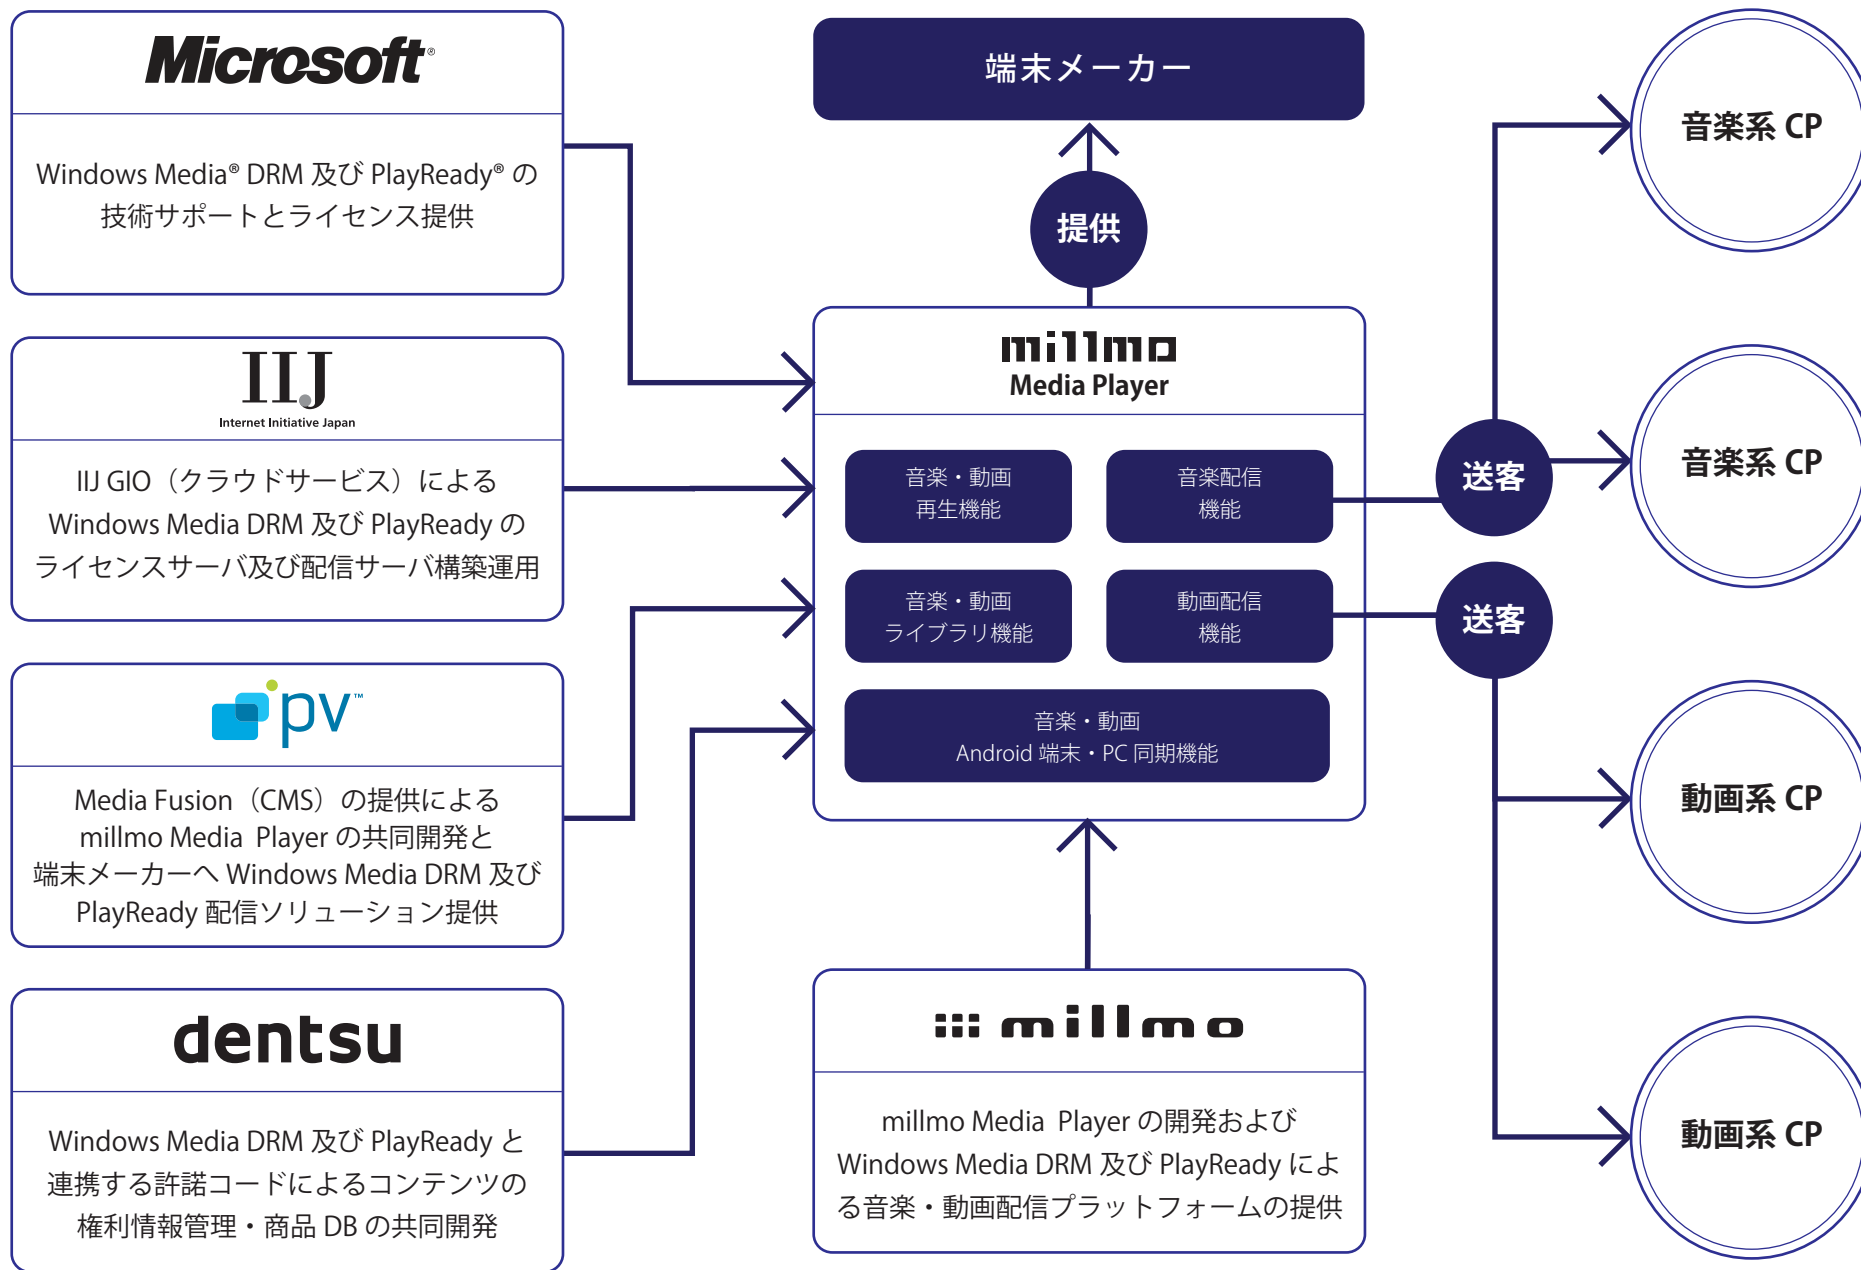 Microsoft®
Windows Media® DRM 及び PlayReady® の
技術サポートとライセンス提供
IIJ
Internet Initiative Japan
IIJ GIO（クラウドサービス）による
Windows Media DRM 及び PlayReady の
ライセンスサーバ及び配信サーバ構築運用
pv™
Media Fusion（CMS）の提供による
millmo Media Player の共同開発と
端末メーカーへ Windows Media DRM 及び
PlayReady 配信ソリューション提供
dentsu
Windows Media DRM 及び PlayReady と
連携する許諾コードによるコンテンツの
権利情報管理・商品 DB の共同開発
端末メーカー
提供
millmo
Media Player
音楽・動画
再生機能
音楽配信
機能
音楽・動画
ライブラリ機能
動画配信
機能
音楽・動画
Android 端末・PC 同期機能
millmo
millmo Media Player の開発および
Windows Media DRM 及び PlayReady によ
る音楽・動画配信プラットフォームの提供
送客
送客
音楽系 CP
音楽系 CP
動画系 CP
動画系 CP